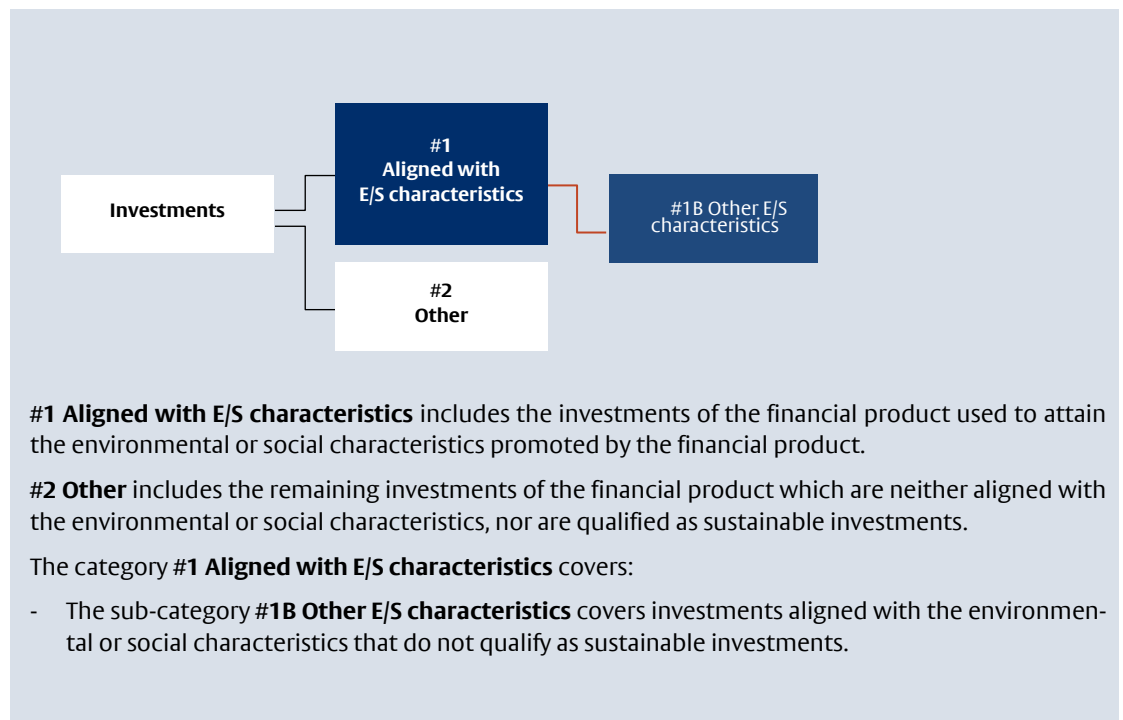 #1
Aligned with
E/S characteristics
Investments
#1B Other E/S
characteristics
#2
Other
#1 Aligned with E/S characteristics includes the investments of the financial product used to attain
the environmental or social characteristics promoted by the financial product.
#2 Other includes the remaining investments of the financial product which are neither aligned with
the environmental or social characteristics, nor are qualified as sustainable investments.
The category #1 Aligned with E/S characteristics covers:
- The sub-category #1B Other E/S characteristics covers investments aligned with the environmen-
tal or social characteristics that do not qualify as sustainable investments.